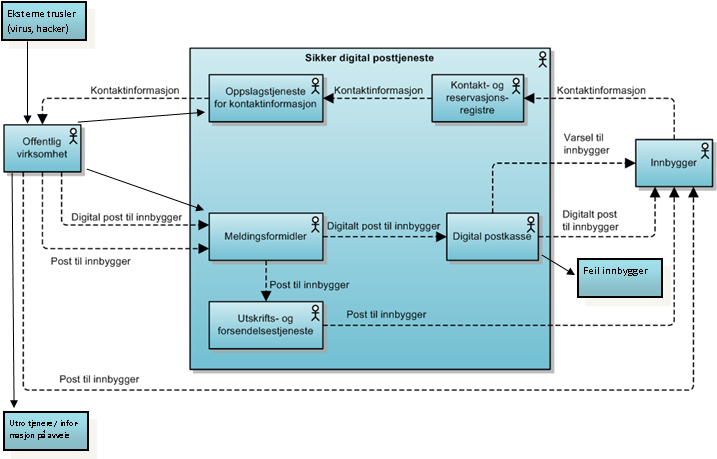 Eksterne trusler
(virus, hacker)
Sikker digital posttjeneste
Kontaktinformasjon
Oppslagstjeneste
for kontaktinformasjon
Kontaktinformasjon
Kontakt- og
reservasjons-
registre
Kontaktinformasjon
Offentlig
virksomhet
Varsel til
innbygger
Innbygger
Digital post til innbygger
Meldingsformidler
Digitalt post til innbygger
Digital postkasse
Digitalt post
til innbygger
Post til innbygger
Feil innbygger
Post til innbygger
Utskrifts- og
forsendelsestjeneste
Post til innbygger
Post til innbygger
Utro tjenere/ infor-
masjon på avveie